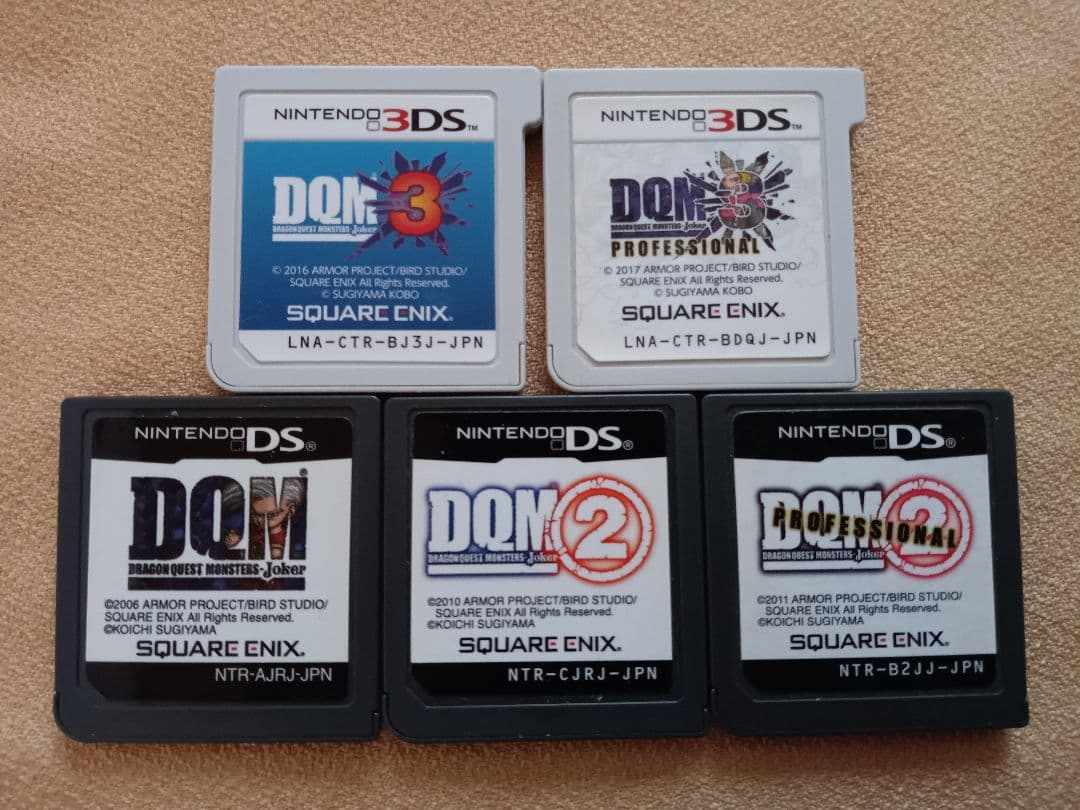 NINTENDO 3DS™
DQM 3
DRAGON QUEST MONSTERS-Joker
© 2016 ARMOR PROJECT/BIRD STUDIO/
SQUARE ENIX All Rights Reserved.
© SUGIYAMA KOBO
SQUARE ENIX®
LNA-CTR-BJ3J-JPN
NINTENDO 3DS™
DQM 3
DRAGON QUEST MONSTERS-Joker
PROFESSIONAL
© 2017 ARMOR PROJECT/BIRD STUDIO/
SQUARE ENIX All Rights Reserved.
© SUGIYAMA KOBO
SQUARE ENIX®
LNA-CTR-BDQJ-JPN
NINTENDO DS®
DQM®
DRAGON QUEST MONSTERS-Joker
©2006 ARMOR PROJECT/BIRD STUDIO/
SQUARE ENIX All Rights Reserved.
©KOICHI SUGIYAMA
SQUARE ENIX®
NTR-AJRJ-JPN
NINTENDO DS®
DQM 2
DRAGON QUEST MONSTERS-Joker
©2010 ARMOR PROJECT/BIRD STUDIO/
SQUARE ENIX All Rights Reserved.
©KOICHI SUGIYAMA
SQUARE ENIX®
NTR-CJRJ-JPN
NINTENDO DS®
DQM 2
PROFESSIONAL
DRAGON QUEST MONSTERS-Joker
©2011 ARMOR PROJECT/BIRD STUDIO/
SQUARE ENIX All Rights Reserved.
©KOICHI SUGIYAMA
SQUARE ENIX®
NTR-B2JJ-JPN